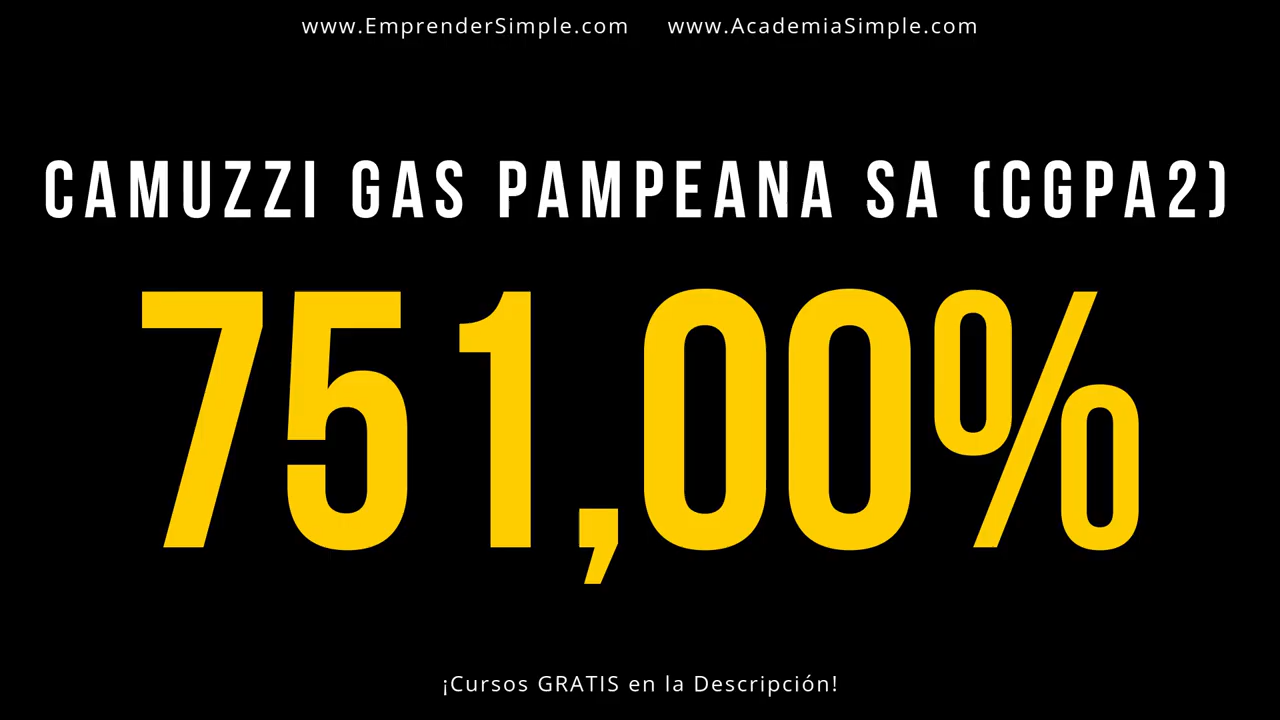 www.EmprenderSimple.com www.AcademiaSimple.com
CAMUZZI GAS PAMPEANA SA (CGPA2)
751,00%
¡Cursos GRATIS en la Descripción!